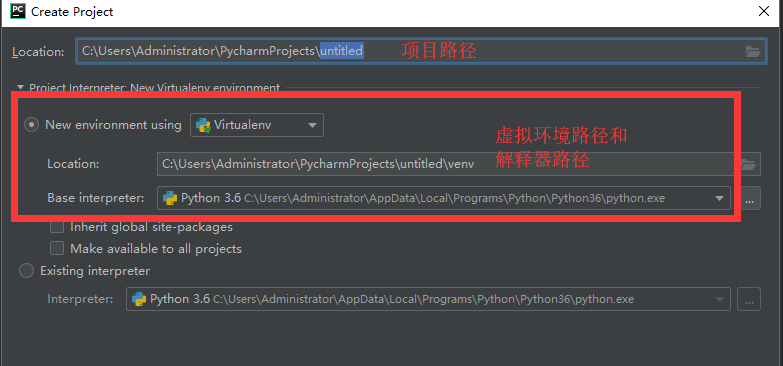 PC Create Project
Location: C:\Users\Administrator\PycharmProjects\untitled 项目路径
Project Interpreter: New Virtualenv environment
New environment using Virtualenv
虚拟环境路径和
解释器路径
Location: C:\Users\Administrator\PycharmProjects\untitled\venv
Base interpreter: Python 3.6 C:\Users\Administrator\AppData\Local\Programs\Python\Python36\python.exe ...
Inherit global site-packages
Make available to all projects
Existing interpreter
Interpreter: Python 3.6 C:\Users\Administrator\AppData\Local\Programs\Python\Python36\python.exe ...